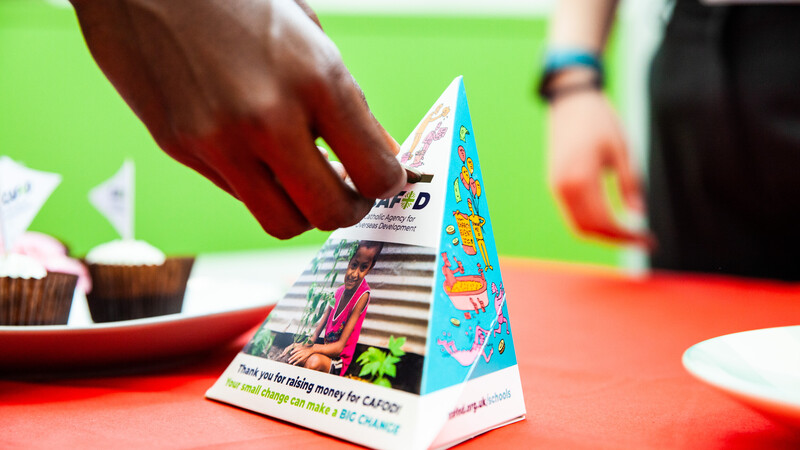 CAFOD
Catholic Agency for
Overseas Development
Thank you for raising money for CAFOD!
Your small change can make a BIG CHANGE
cafod.org.uk/schools